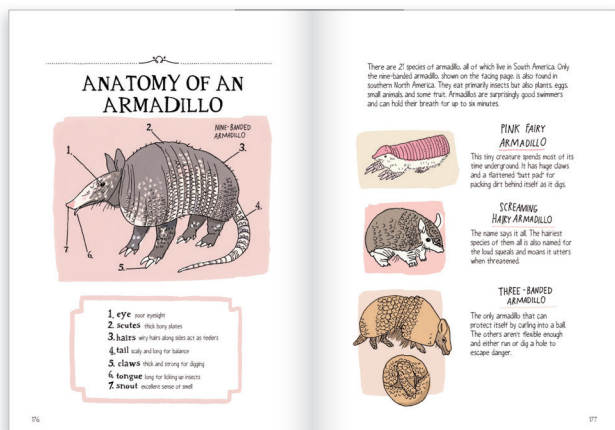 ANATOMY OF AN
ARMADILLO
NINE-BANDED
ARMADILLO
1.
2.
3.
4.
5.
6.
7
1. eye poor eyesight
2. scutes thick bony plates
3. hairs wiry hairs along sides act as feelers
4. tail scaly and long for balance
5. claws thick and strong for digging
6. tongue long for licking up insects
7. snout excellent sense of smell
176
There are 21 species of armadillo, all of which live in South America. Only
the nine-banded armadillo, shown on the facing page, is also found in
southern North America. They eat primarily insects but also plants, eggs,
small animals, and some fruit. Armadillos are surprisingly good swimmers
and can hold their breath for up to six minutes.
PINK FAIRY
ARMADILLO
This tiny creature spends most of its
time underground. It has huge claws
and a flattened "butt pad" for
packing dirt behind itself as it digs.
SCREAMING
HAIRY ARMADILLO
The name says it all. The hairiest
species of them all is also named for
the loud squeals and moans it utters
when threatened.
THREE-BANDED
ARMADILLO
The only armadillo that can
protect itself by curling into a ball.
The others aren't flexible enough
and either run or dig a hole to
escape danger.
177